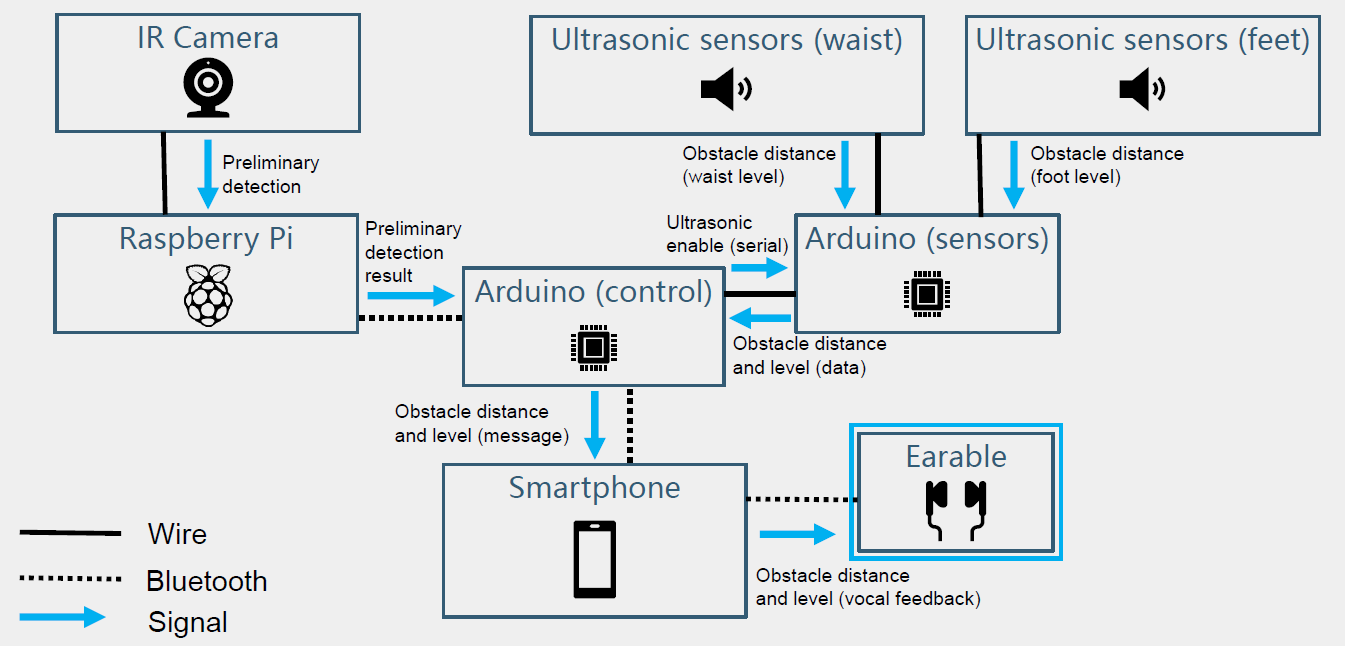 IR Camera
Ultrasonic sensors (waist)
Ultrasonic sensors (feet)
Preliminary
detection
Obstacle distance
(waist level)
Obstacle distance
(foot level)
Raspberry Pi
Preliminary
detection
result
Ultrasonic
enable (serial)
Arduino (sensors)
Arduino (control)
Obstacle distance
and level (data)
Obstacle distance
and level (message)
Smartphone
Earable
Obstacle distance
and level (vocal feedback)
Wire
Bluetooth
Signal